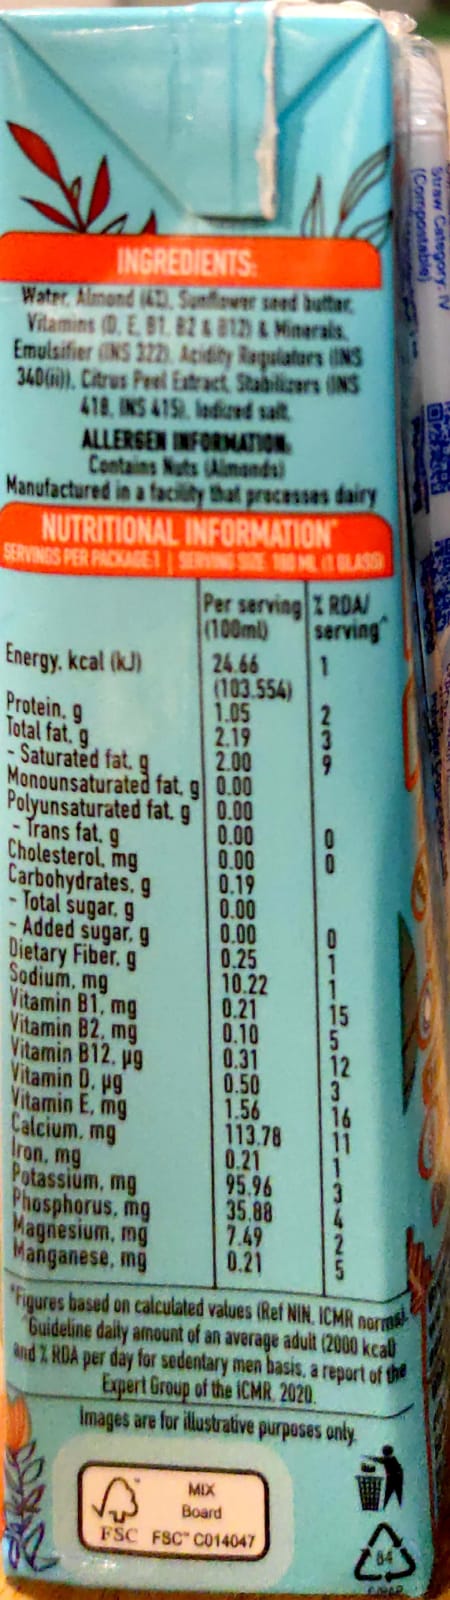 INGREDIENTS:
Water, Almond (4%), Sunflower seed butter,
Vitamins (D, E, B1, B2 & B12) & Minerals,
Emulsifier (INS 322), Acidity Regulators (INS
340(ii)), Citrus Peel Extract, Stabilizers (INS
418, INS 415), Iodized salt.
ALLERGEN INFORMATION:
Contains Nuts (Almonds)
Manufactured in a facility that processes dairy
NUTRITIONAL INFORMATION*
SERVINGS PER PACKAGE:1 | SERVING SIZE: 100 ML (1 GLASS)
Per serving (100ml) % RDA/ serving^
Energy, kcal (kJ) 24.66 (103.554) 1
Protein, g 1.05 2
Total fat, g 2.19 3
- Saturated fat, g 2.00 9
Monounsaturated fat, g 0.00
Polyunsaturated fat, g 0.00
- Trans fat, g 0.00 0
Cholesterol, mg 0.00 0
Carbohydrates, g 0.19
- Total sugar, g 0.00
- Added sugar, g 0.00 0
Dietary Fiber, g 0.25 1
Sodium, mg 10.22 1
Vitamin B1, mg 0.21 15
Vitamin B2, mg 0.10 5
Vitamin B12, µg 0.31 12
Vitamin D, µg 0.50 3
Vitamin E, mg 1.56 16
Calcium, mg 113.78 11
Iron, mg 0.21 1
Potassium, mg 95.96 3
Phosphorus, mg 35.88 4
Magnesium, mg 7.49 2
Manganese, mg 0.21 5
*Figures based on calculated values (Ref NIN, ICMR norms).
^Guideline daily amount of an average adult (2000 kcal)
and % RDA per day for sedentary men basis, a report of the
Expert Group of the ICMR, 2020.
Images are for illustrative purposes only.
MIX
Board
FSC FSC™ C014047
84
C/PAP
Straw Category: IV
(Compostable)